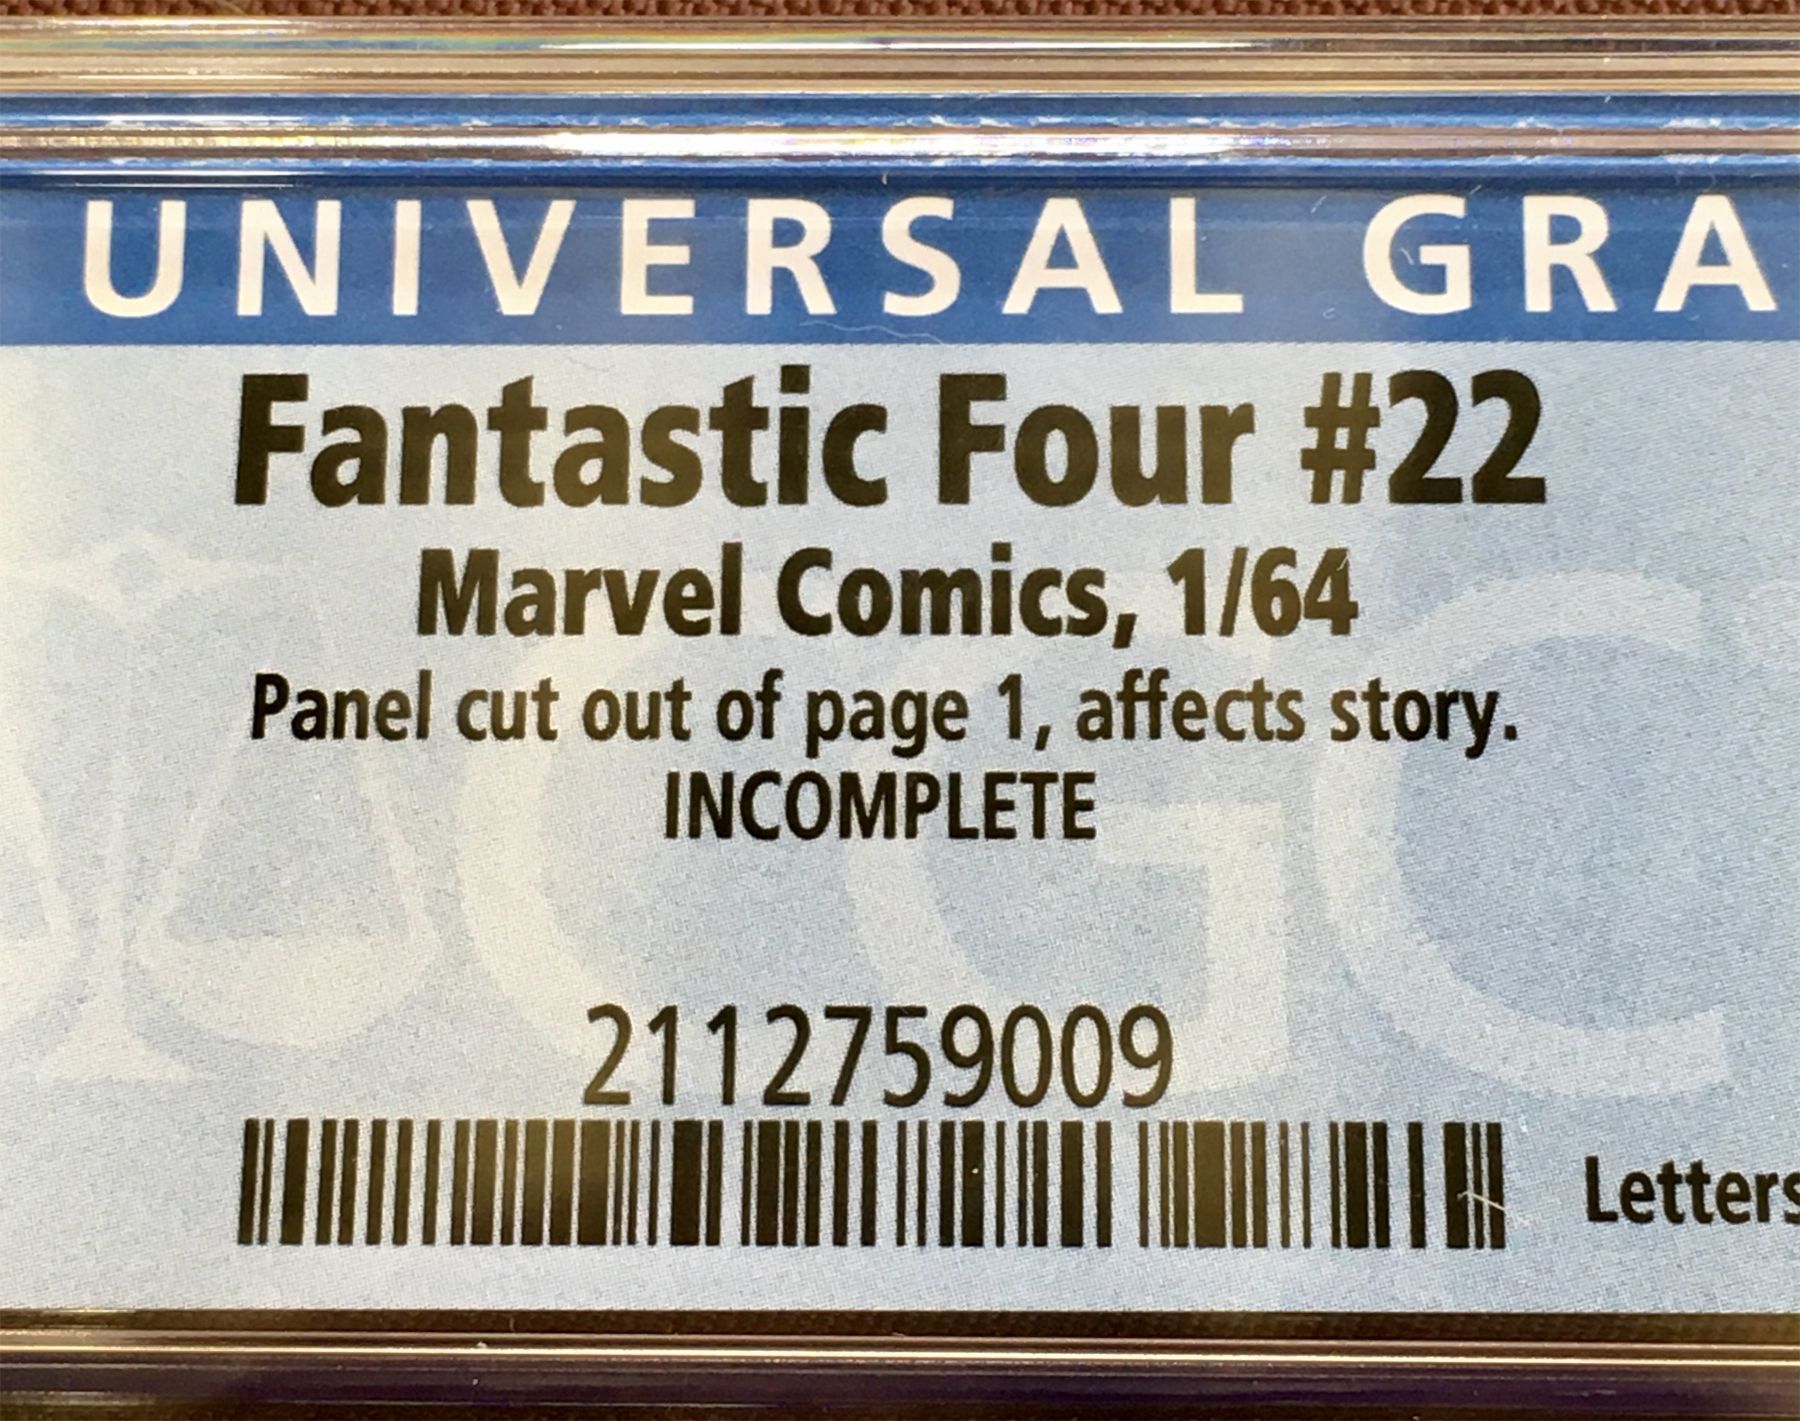 UNIVERSAL GRA
Fantastic Four #22
Marvel Comics, 1/64
Panel cut out of page 1, affects story.
INCOMPLETE
CGC
2112759009
Letters